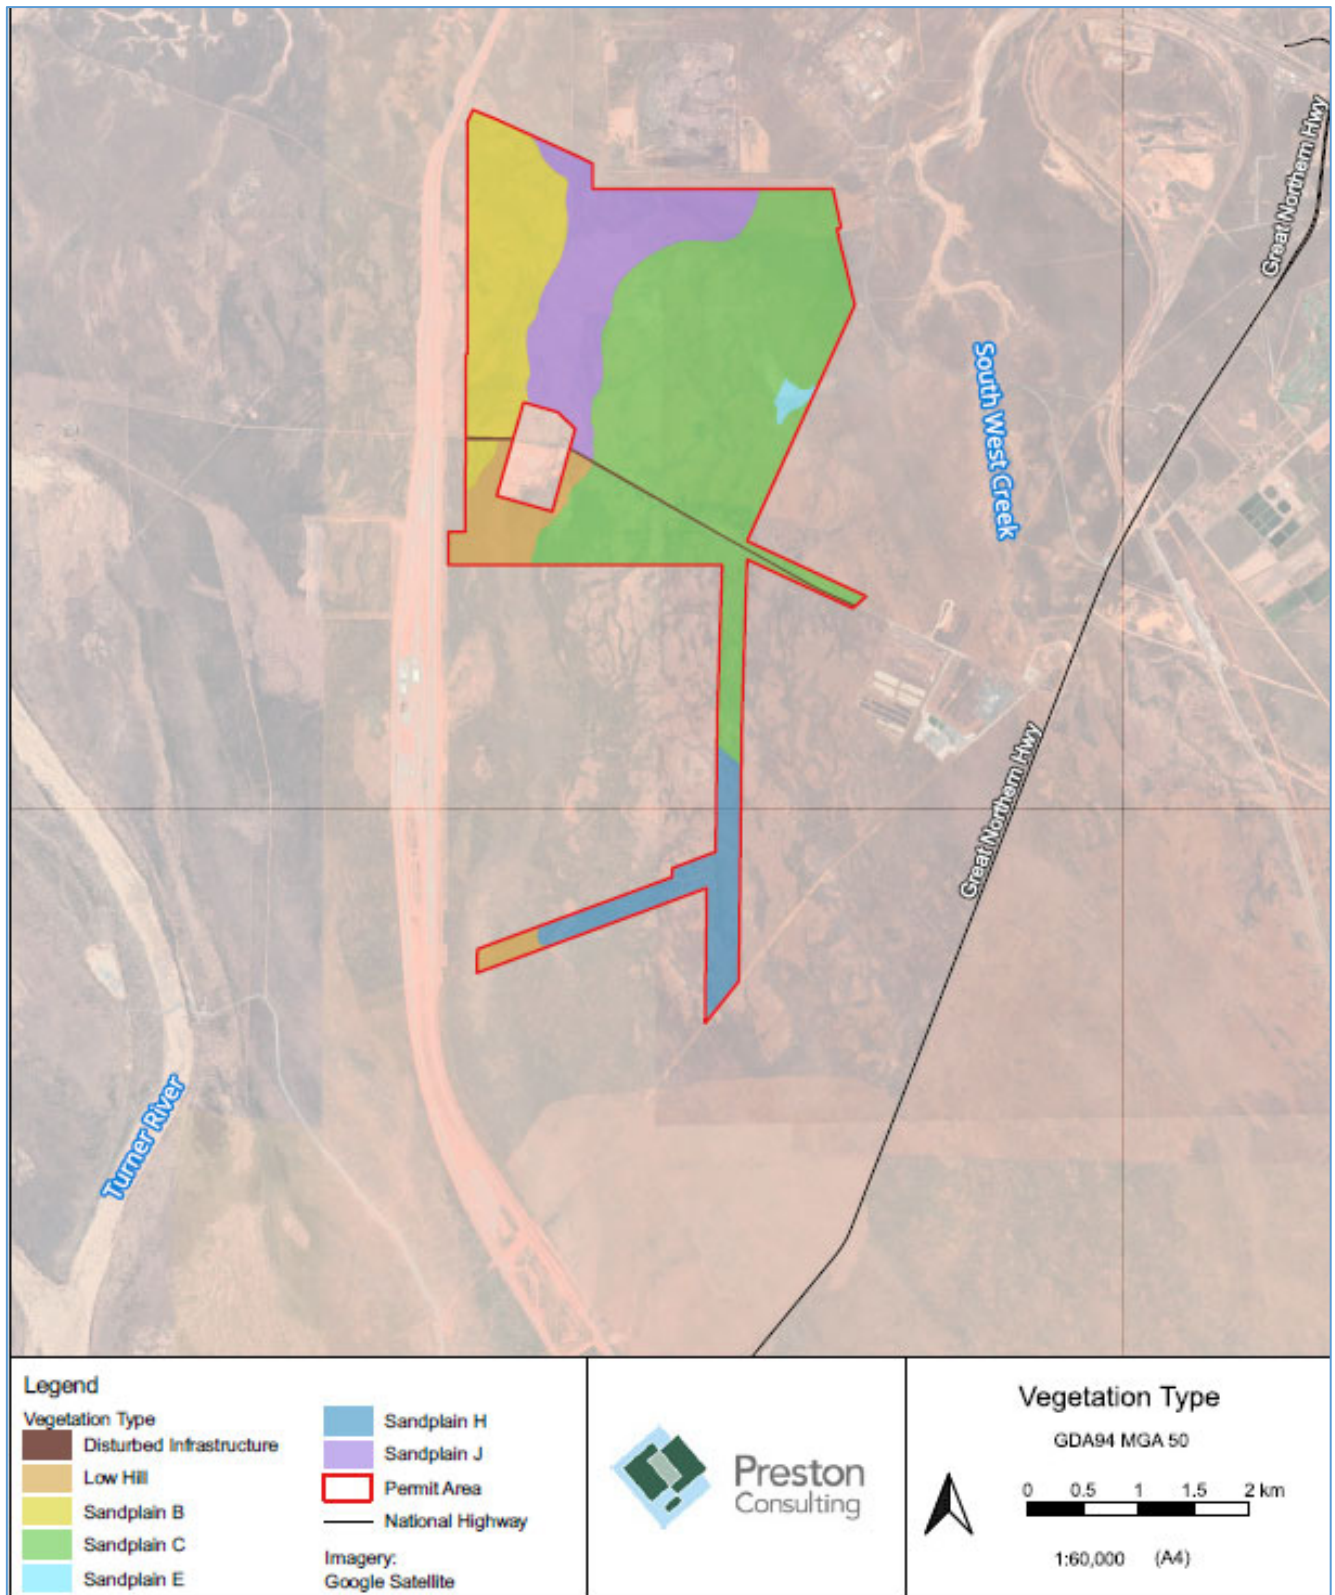 Great Northern Hwy
South West Creek
Great Northern Hwy
Turner River
Legend
Vegetation Type
Disturbed Infrastructure
Low Hill
Sandplain B
Sandplain C
Sandplain E
Sandplain H
Sandplain J
Permit Area
National Highway
Imagery:
Google Satellite
Preston
Consulting
Vegetation Type
GDA94 MGA 50
0 0.5 1 1.5 2 km
1:60,000 (A4)